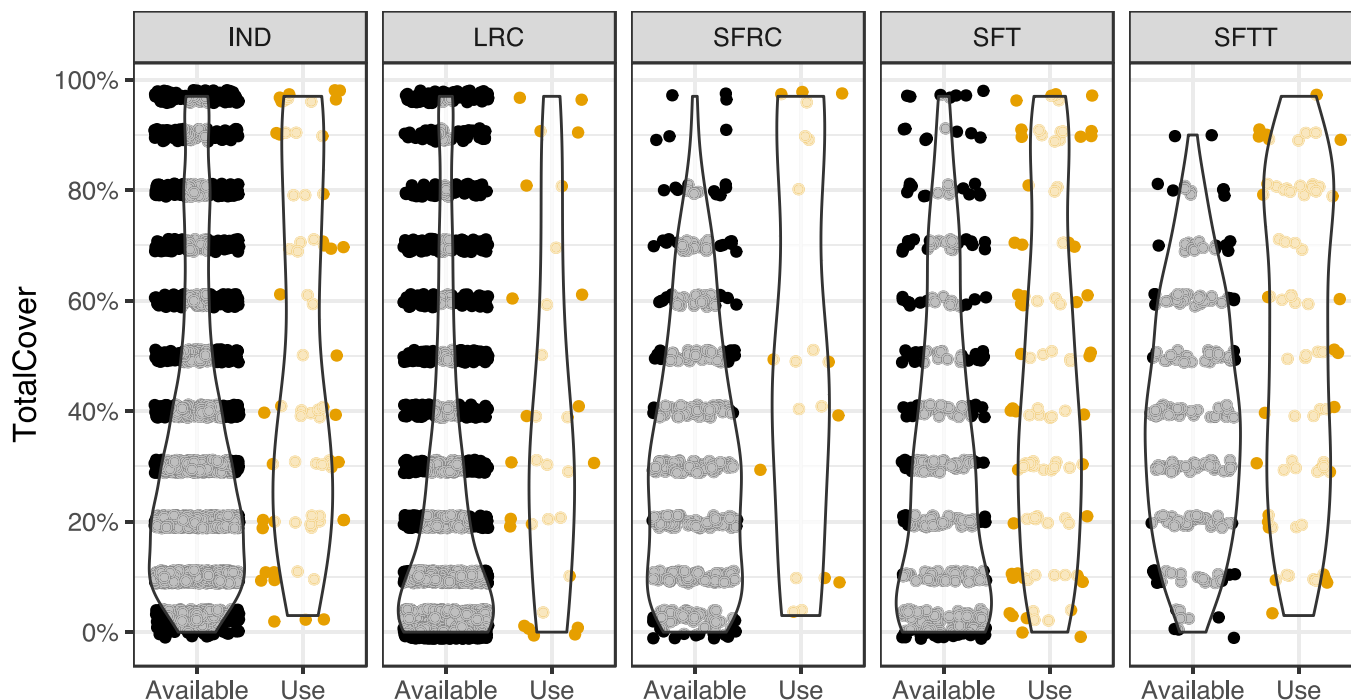 IND LRC SFRC SFT SFTT
100%
80%
60%
40%
20%
0%
TotalCover
Available Use Available Use Available Use Available Use Available Use